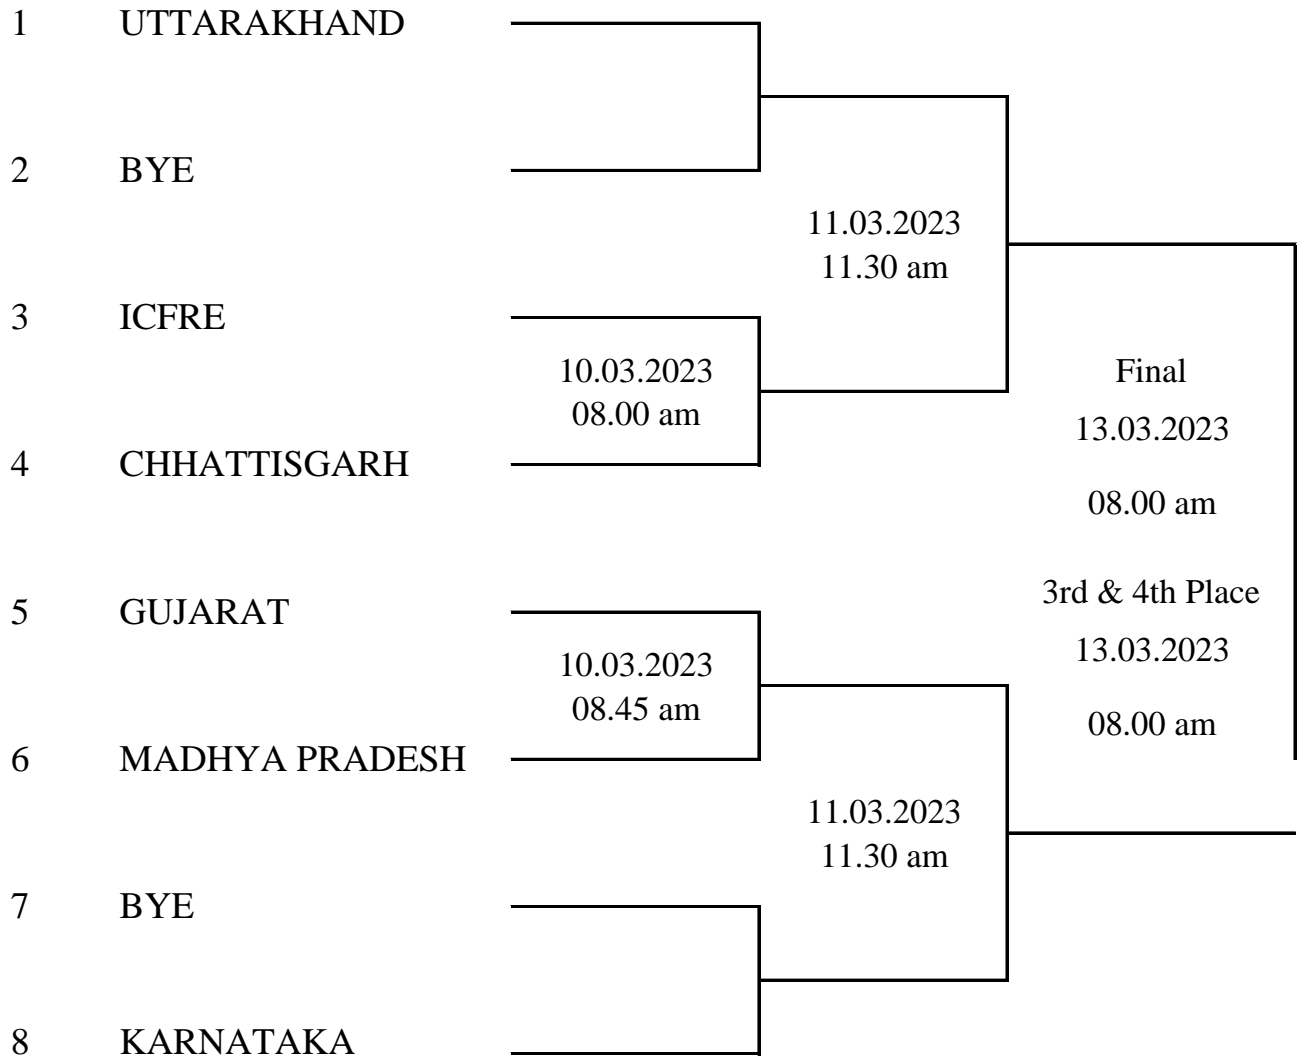 1 UTTARAKHAND
2 BYE
11.03.2023
11.30 am
3 ICFRE
10.03.2023
08.00 am
Final
13.03.2023
4 CHHATTISGARH
08.00 am
5 GUJARAT
3rd & 4th Place
13.03.2023
10.03.2023
08.45 am
08.00 am
6 MADHYA PRADESH
11.03.2023
11.30 am
7 BYE
8 KARNATAKA